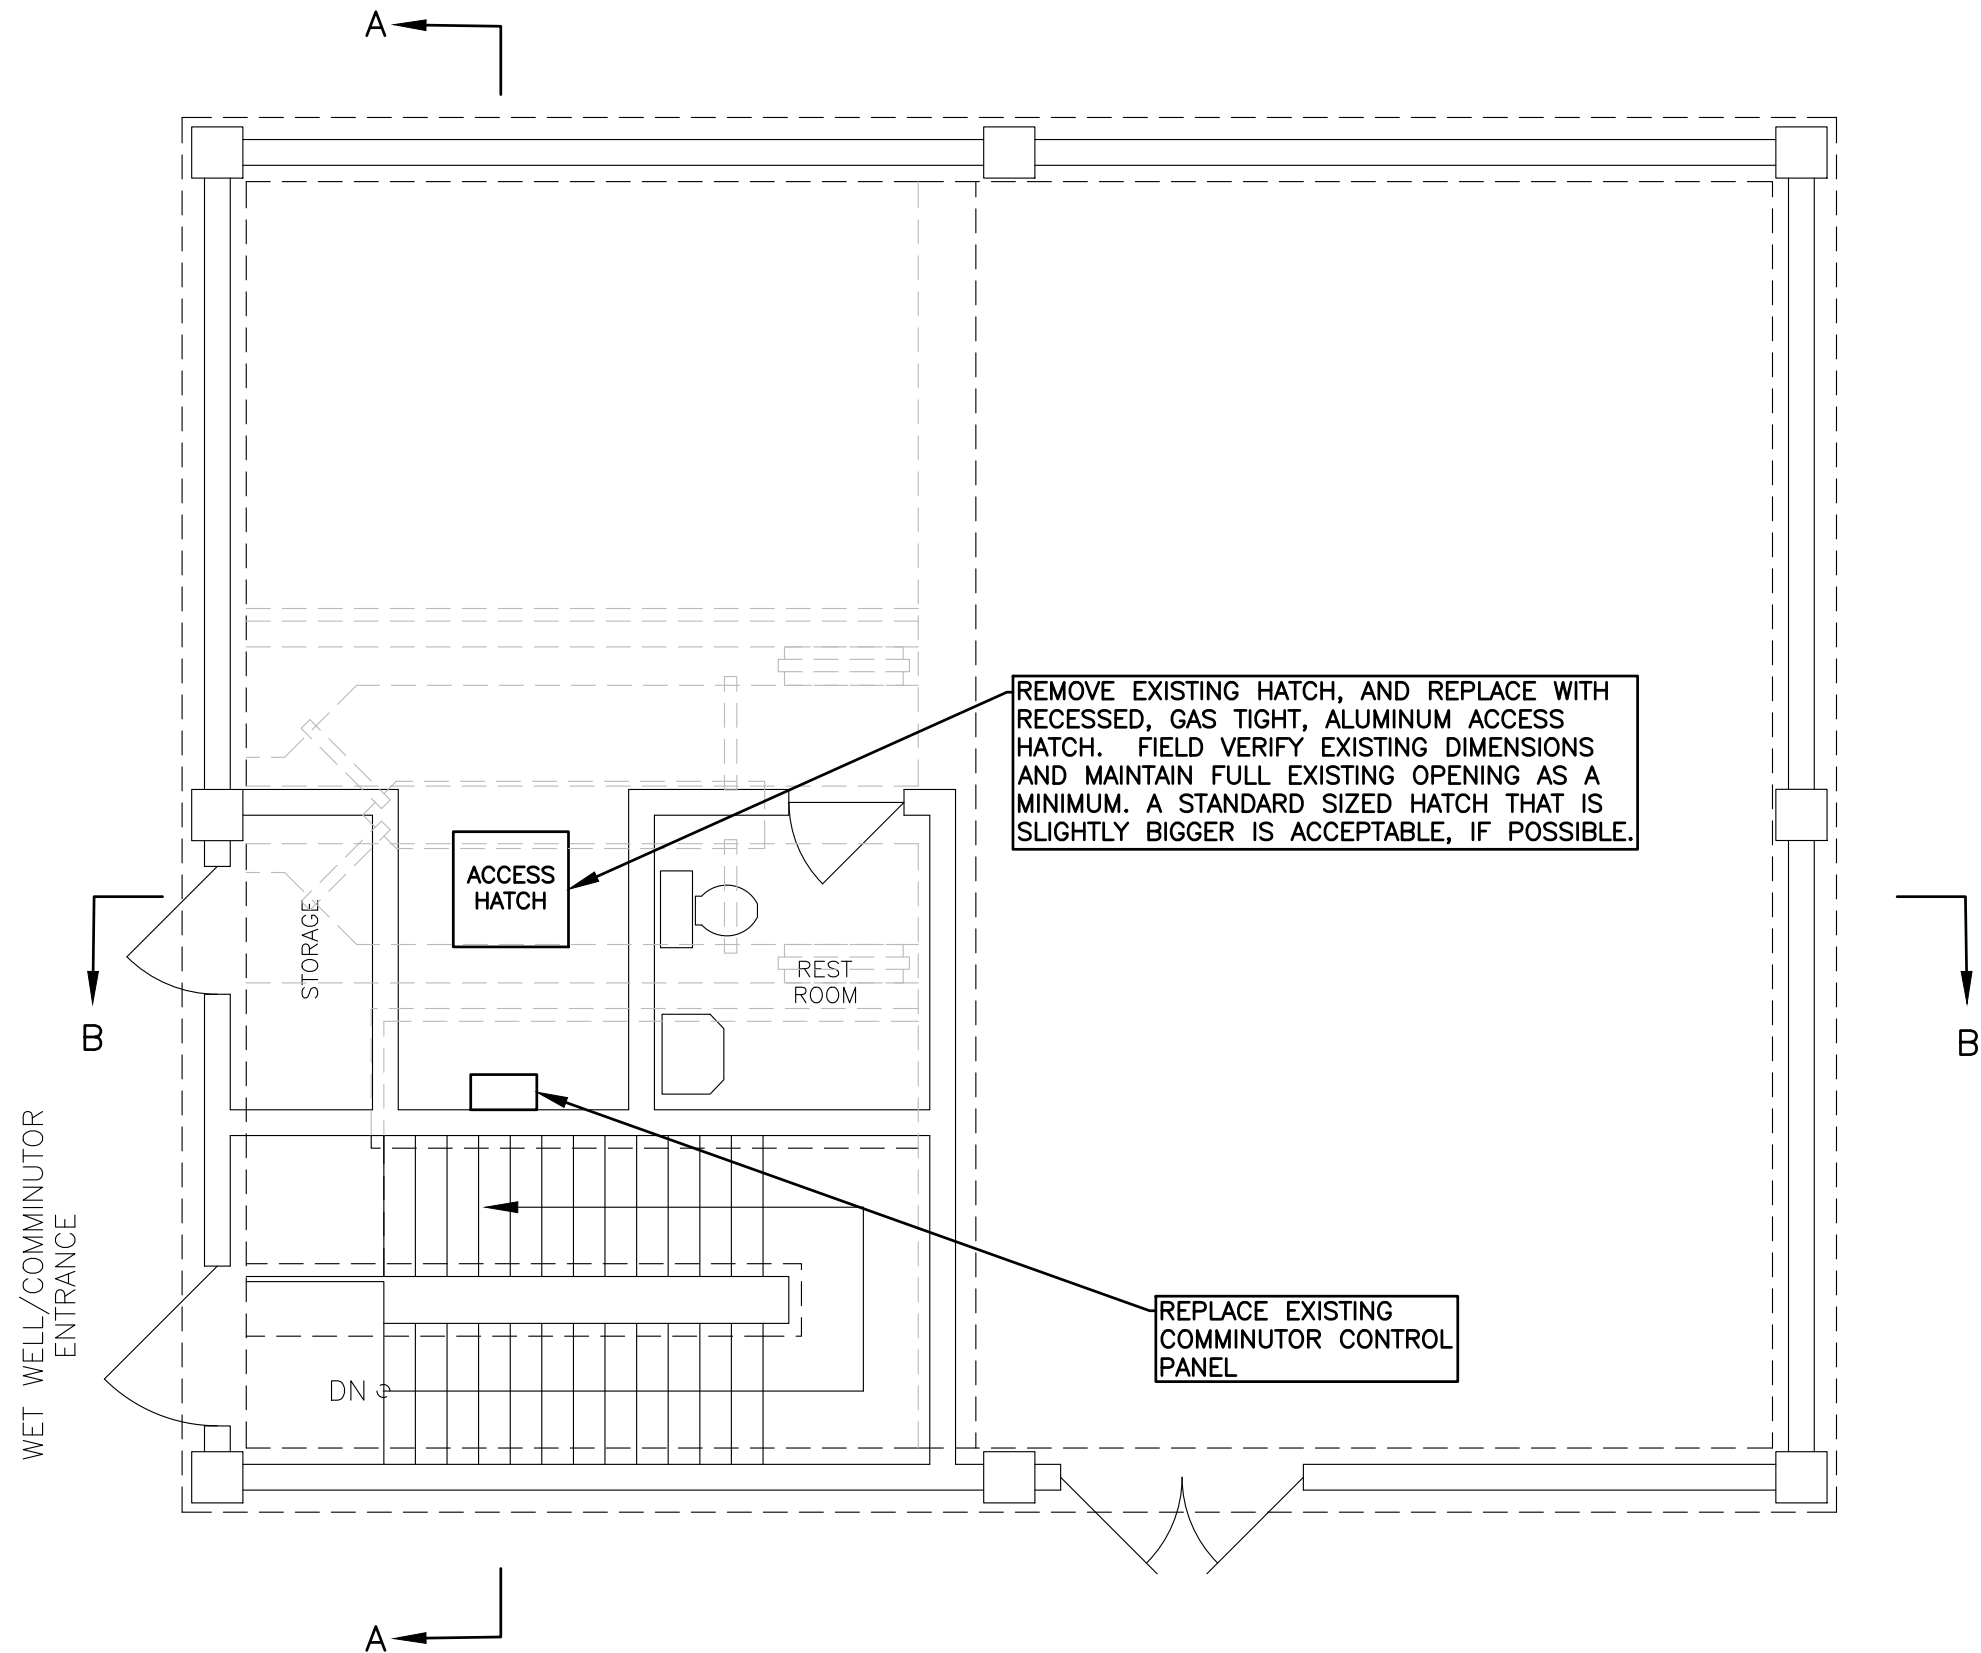 A
REMOVE EXISTING HATCH, AND REPLACE WITH
RECESSED, GAS TIGHT, ALUMINUM ACCESS
HATCH. FIELD VERIFY EXISTING DIMENSIONS
AND MAINTAIN FULL EXISTING OPENING AS A
MINIMUM. A STANDARD SIZED HATCH THAT IS
SLIGHTLY BIGGER IS ACCEPTABLE, IF POSSIBLE.
ACCESS
HATCH
STORAGE
REST
ROOM
B
B
WET WELL/COMMINUTOR
ENTRANCE
REPLACE EXISTING
COMMINUTOR CONTROL
PANEL
DN
A